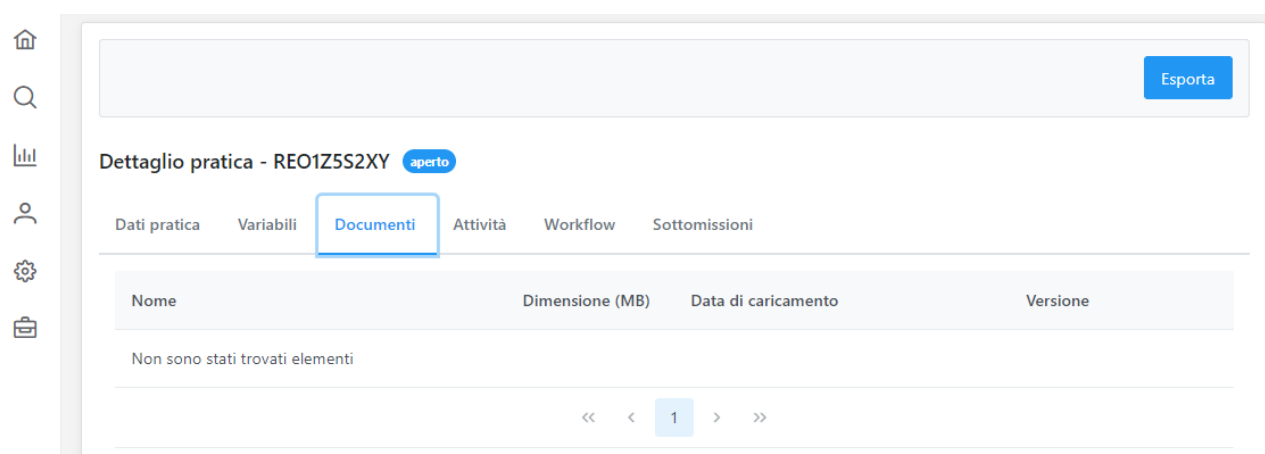 Esporta
Dettaglio pratica - REO1Z5S2XY aperto
Dati pratica Variabili Documenti Attività Workflow Sottomissioni
Nome Dimensione (MB) Data di caricamento Versione
Non sono stati trovati elementi
<< < 1 > >>